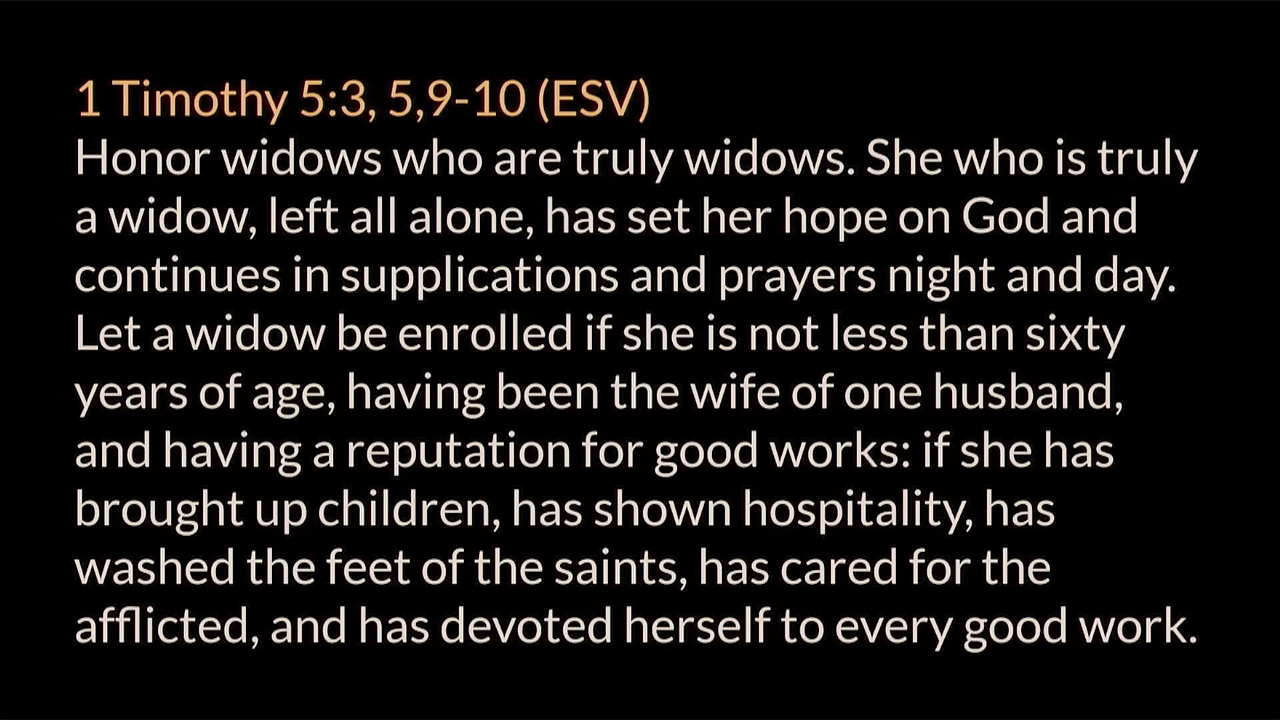 1 Timothy 5:3, 5,9-10 (ESV)
Honor widows who are truly widows. She who is truly
a widow, left all alone, has set her hope on God and
continues in supplications and prayers night and day.
Let a widow be enrolled if she is not less than sixty
years of age, having been the wife of one husband,
and having a reputation for good works: if she has
brought up children, has shown hospitality, has
washed the feet of the saints, has cared for the
afflicted, and has devoted herself to every good work.